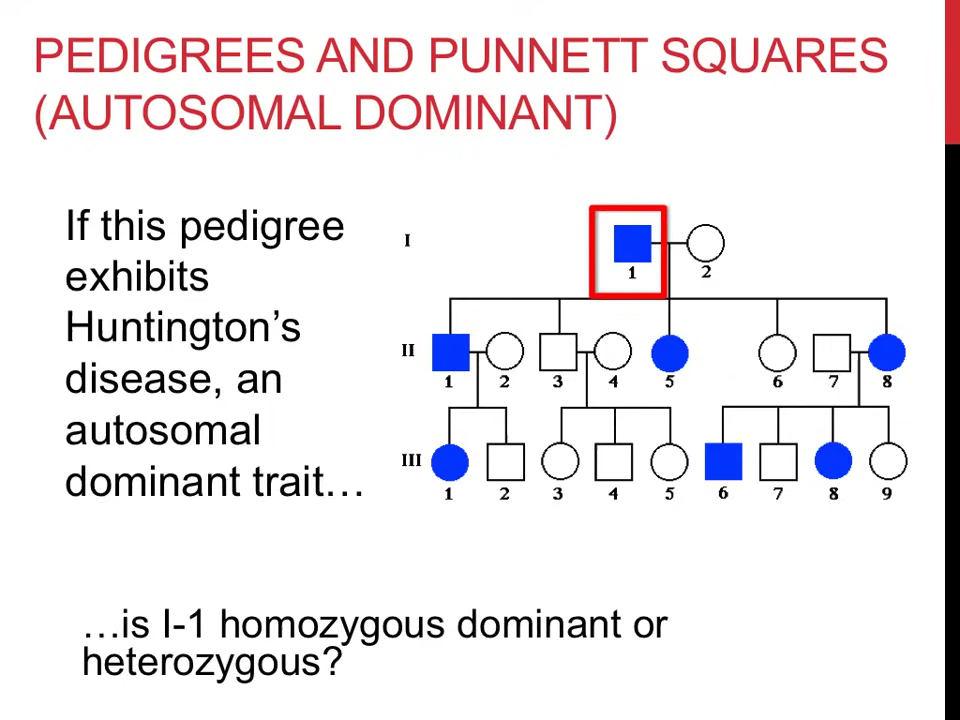 PEDIGREES AND PUNNETT SQUARES
(AUTOSOMAL DOMINANT)
If this pedigree
exhibits
Huntington’s
disease, an
autosomal
dominant trait…
I
1 2
II
1 2 3 4 5 6 7 8
III
1 2 3 4 5 6 7 8 9
…is I-1 homozygous dominant or
heterozygous?